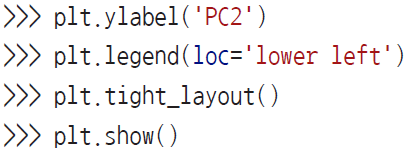 >>> plt.ylabel('PC2')
>>> plt.legend(loc='lower left')
>>> plt.tight_layout()
>>> plt.show()